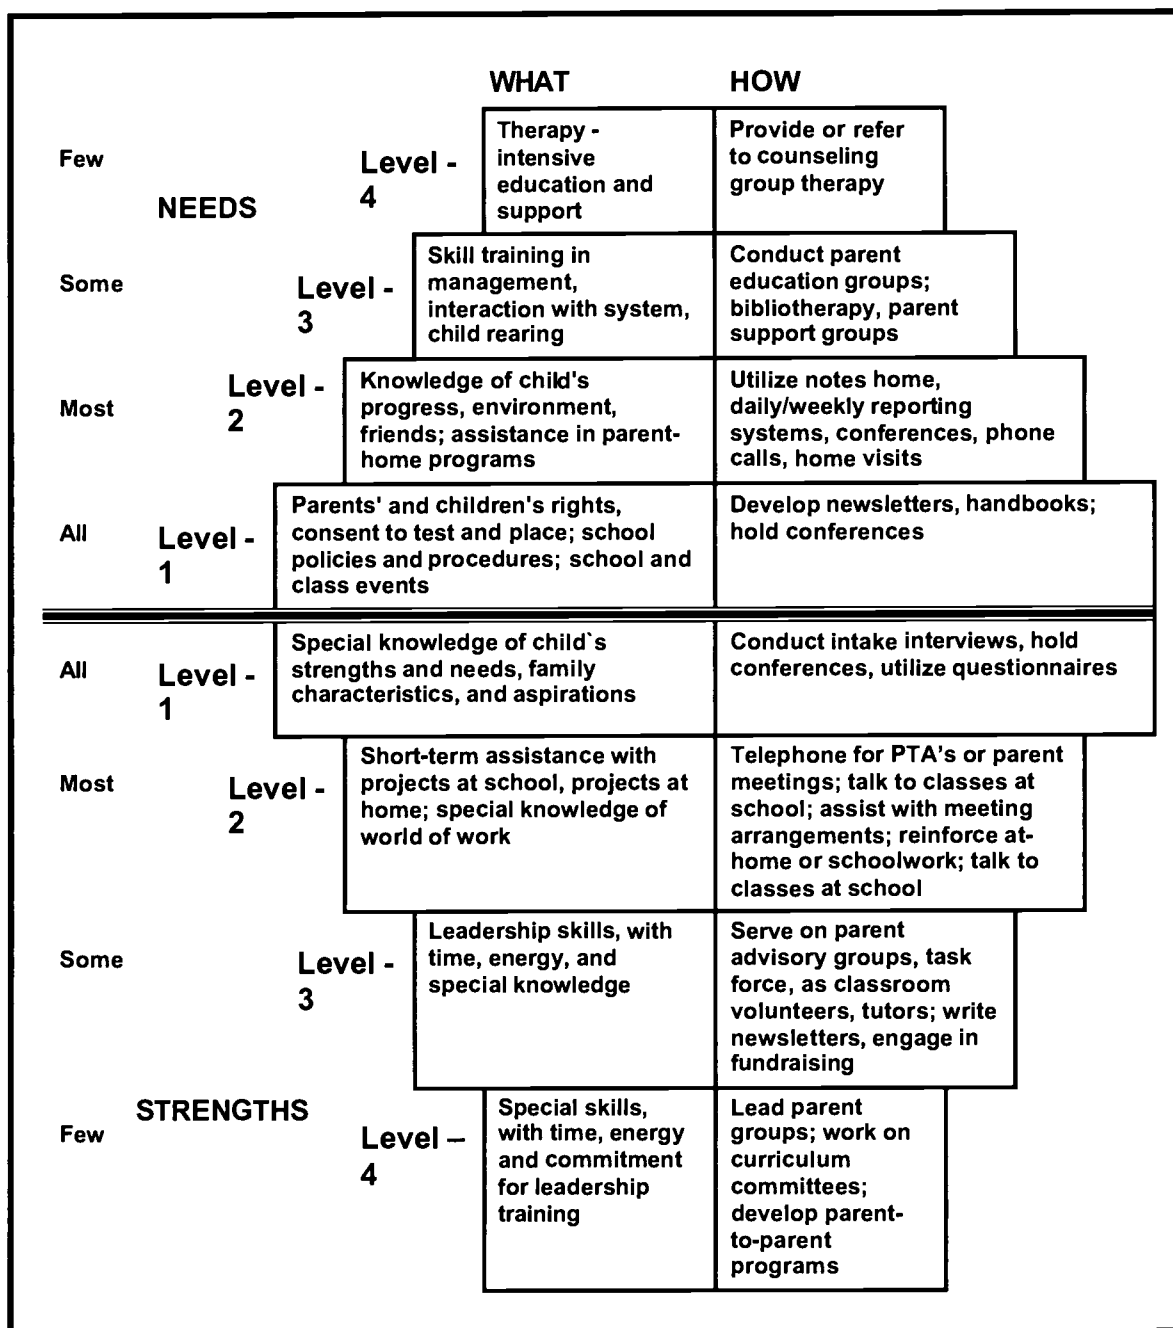 WHAT HOW
Few
NEEDS
Level -
4
Therapy -
intensive
education and
support
Provide or refer
to counseling
group therapy
Some
Level -
3
Skill training in
management,
interaction with system,
child rearing
Conduct parent
education groups;
bibliotherapy, parent
support groups
Most
Level -
2
Knowledge of child's
progress, environment,
friends; assistance in parent-
home programs
Utilize notes home,
daily/weekly reporting
systems, conferences, phone
calls, home visits
All
Level -
1
Parents' and children's rights,
consent to test and place; school
policies and procedures; school and
class events
Develop newsletters, handbooks;
hold conferences
All
Level -
1
Special knowledge of child`s
strengths and needs, family
characteristics, and aspirations
Conduct intake interviews, hold
conferences, utilize questionnaires
Most
Level -
2
Short-term assistance with
projects at school, projects at
home; special knowledge of
world of work
Telephone for PTA's or parent
meetings; talk to classes at
school; assist with meeting
arrangements; reinforce at-
home or schoolwork; talk to
classes at school
Some
Level -
3
Leadership skills, with
time, energy, and
special knowledge
Serve on parent
advisory groups, task
force, as classroom
volunteers, tutors; write
newsletters, engage in
fundraising
STRENGTHS
Few
Level –
4
Special skills,
with time, energy
and commitment
for leadership
training
Lead parent
groups; work on
curriculum
committees;
develop parent-
to-parent
programs